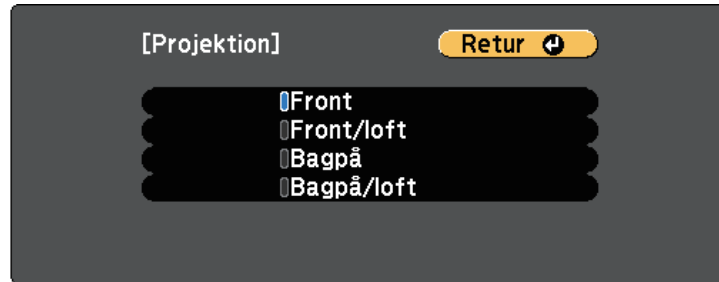 [Projektion]
Retur
Front
Front/loft
Bagpå
Bagpå/loft